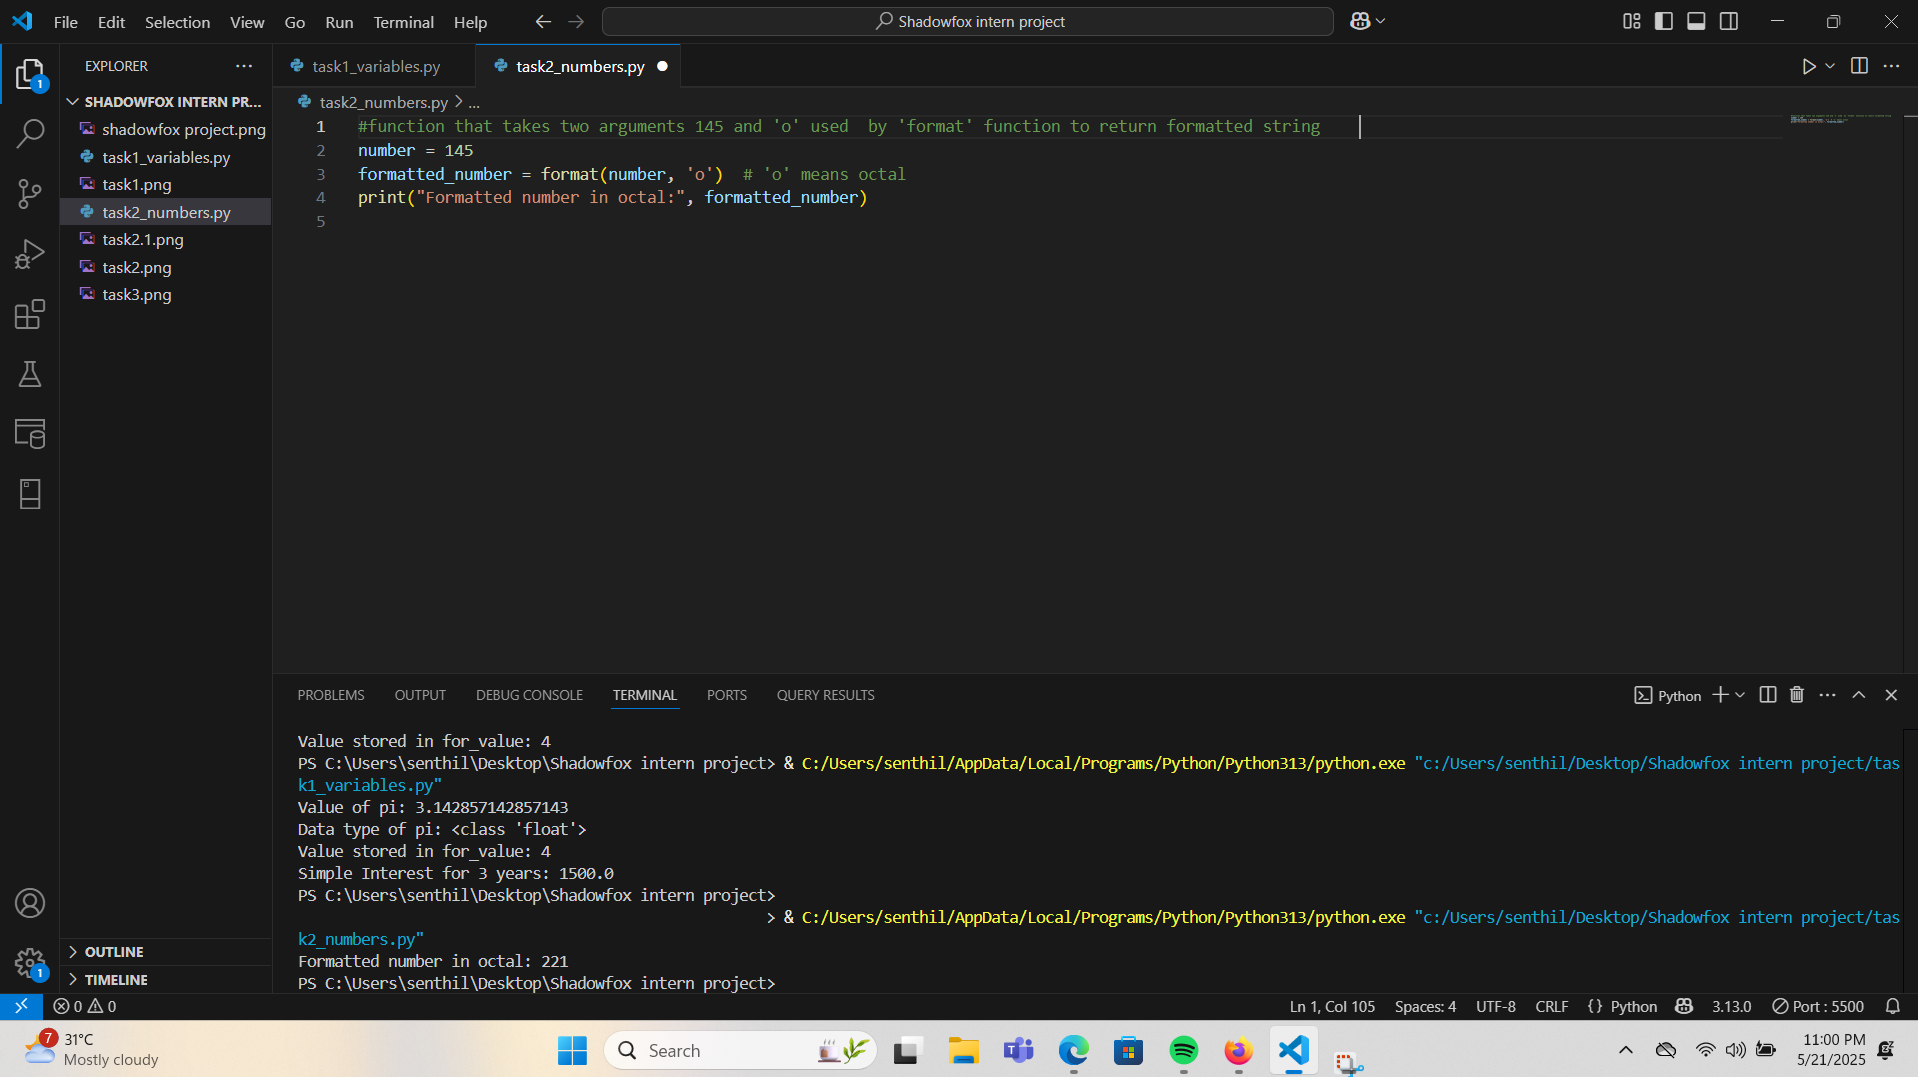 File Edit Selection View Go Run Terminal Help
Shadowfox intern project
EXPLORER
SHADOWFOX INTERN PR...
shadowfox project.png
task1_variables.py
task1.png
task2_numbers.py
task2.1.png
task2.png
task3.png
OUTLINE
TIMELINE
1
1
task1_variables.py
task2_numbers.py
task2_numbers.py > ...
1 #function that takes two arguments 145 and 'o' used  by 'format' function to return formatted string
2 number = 145
3 formatted_number = format(number, 'o')  # 'o' means octal
4 print("Formatted number in octal:", formatted_number)
5
PROBLEMS OUTPUT DEBUG CONSOLE TERMINAL PORTS QUERY RESULTS
Python
Value stored in for_value: 4
PS C:\Users\senthil\Desktop\Shadowfox intern project> & C:/Users/senthil/AppData/Local/Programs/Python/Python313/python.exe "c:/Users/senthil/Desktop/Shadowfox intern project/tas
k1_variables.py"
Value of pi: 3.142857142857143
Data type of pi: <class 'float'>
Value stored in for_value: 4
Simple Interest for 3 years: 1500.0
PS C:\Users\senthil\Desktop\Shadowfox intern project>
> & C:/Users/senthil/AppData/Local/Programs/Python/Python313/python.exe "c:/Users/senthil/Desktop/Shadowfox intern project/tas
k2_numbers.py"
Formatted number in octal: 221
PS C:\Users\senthil\Desktop\Shadowfox intern project>
0 0 Ln 1, Col 105 Spaces: 4 UTF-8 CRLF {} Python 3.13.0 Port : 5500
7
31°C
Mostly cloudy
Search
11:00 PM
5/21/2025